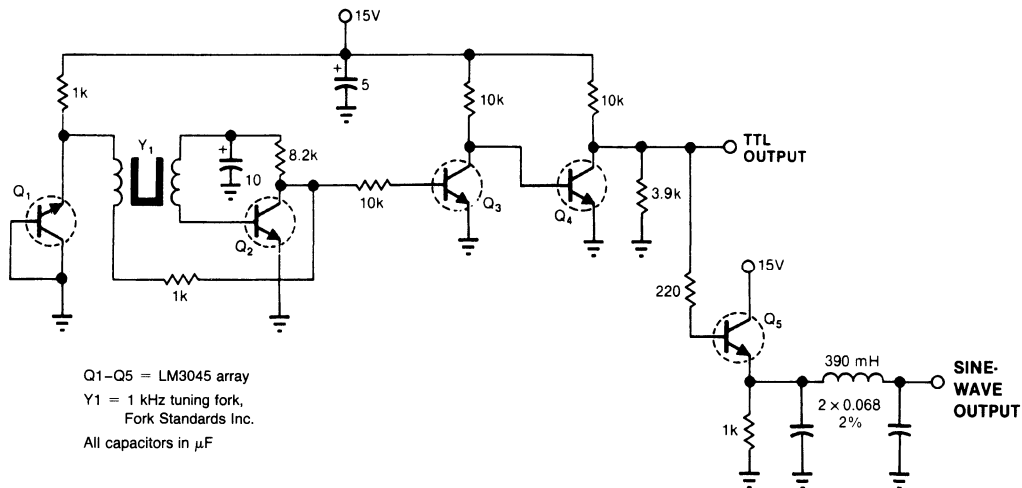 15V
1k
5
10k
10k
Y1
8.2k
10
TTL
OUTPUT
Q1
Q2
10k
Q3
Q4
3.9k
1k
15V
220
Q5
390 mH
SINE-
WAVE
OUTPUT
2 × 0.068
2%
1k
Q1–Q5 = LM3045 array
Y1 = 1 kHz tuning fork,
Fork Standards Inc.
All capacitors in μF